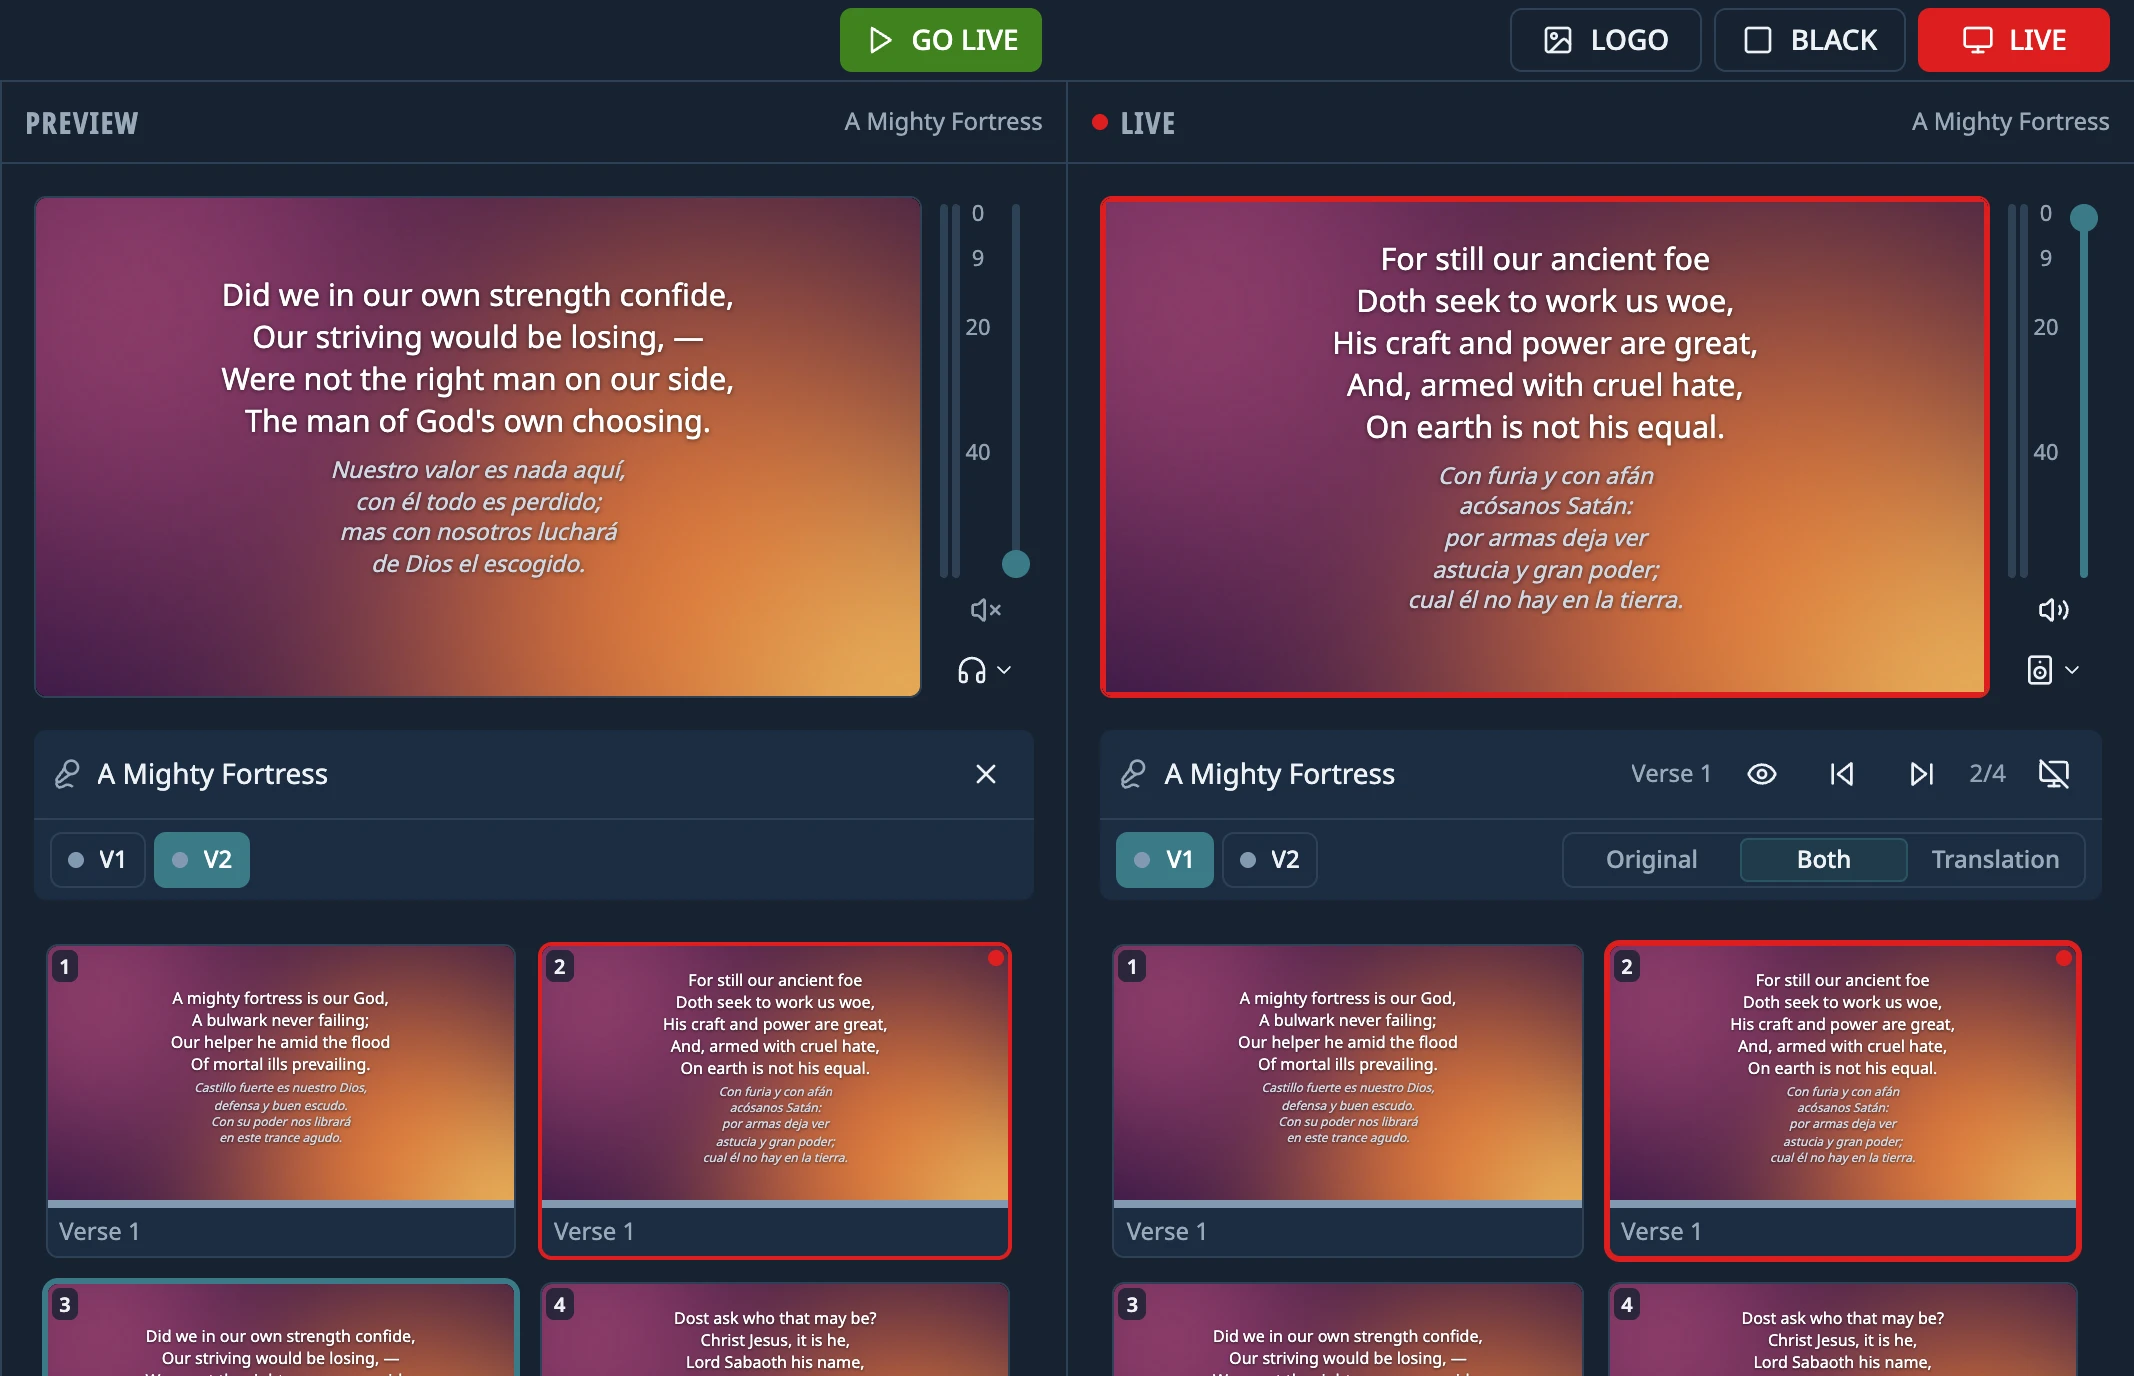 GO LIVE
LOGO
BLACK
LIVE
PREVIEW
A Mighty Fortress
LIVE
A Mighty Fortress
Did we in our own strength confide,
Our striving would be losing, —
Were not the right man on our side,
The man of God's own choosing.
Nuestro valor es nada aquí,
con él todo es perdido;
mas con nosotros luchará
de Dios el escogido.
0
9
20
40
For still our ancient foe
Doth seek to work us woe,
His craft and power are great,
And, armed with cruel hate,
On earth is not his equal.
Con furia y con afán
acósanos Satán:
por armas deja ver
astucia y gran poder;
cual él no hay en la tierra.
0
9
20
40
A Mighty Fortress
V1
V2
A Mighty Fortress
Verse 1
2/4
V1
V2
Original
Both
Translation
1
A mighty fortress is our God,
A bulwark never failing;
Our helper he amid the flood
Of mortal ills prevailing.
Castillo fuerte es nuestro Dios,
defensa y buen escudo.
Con su poder nos librará
en este trance agudo.
Verse 1
2
For still our ancient foe
Doth seek to work us woe,
His craft and power are great,
And, armed with cruel hate,
On earth is not his equal.
Con furia y con afán
acósanos Satán:
por armas deja ver
astucia y gran poder;
cual él no hay en la tierra.
Verse 1
3
Did we in our own strength confide,
Our striving would be losing, —
4
Dost ask who that may be?
Christ Jesus, it is he,
Lord Sabaoth his name,
1
A mighty fortress is our God,
A bulwark never failing;
Our helper he amid the flood
Of mortal ills prevailing.
Castillo fuerte es nuestro Dios,
defensa y buen escudo.
Con su poder nos librará
en este trance agudo.
Verse 1
2
For still our ancient foe
Doth seek to work us woe,
His craft and power are great,
And, armed with cruel hate,
On earth is not his equal.
Con furia y con afán
acósanos Satán:
por armas deja ver
astucia y gran poder;
cual él no hay en la tierra.
Verse 1
3
Did we in our own strength confide,
Our striving would be losing, —
4
Dost ask who that may be?
Christ Jesus, it is he,
Lord Sabaoth his name,